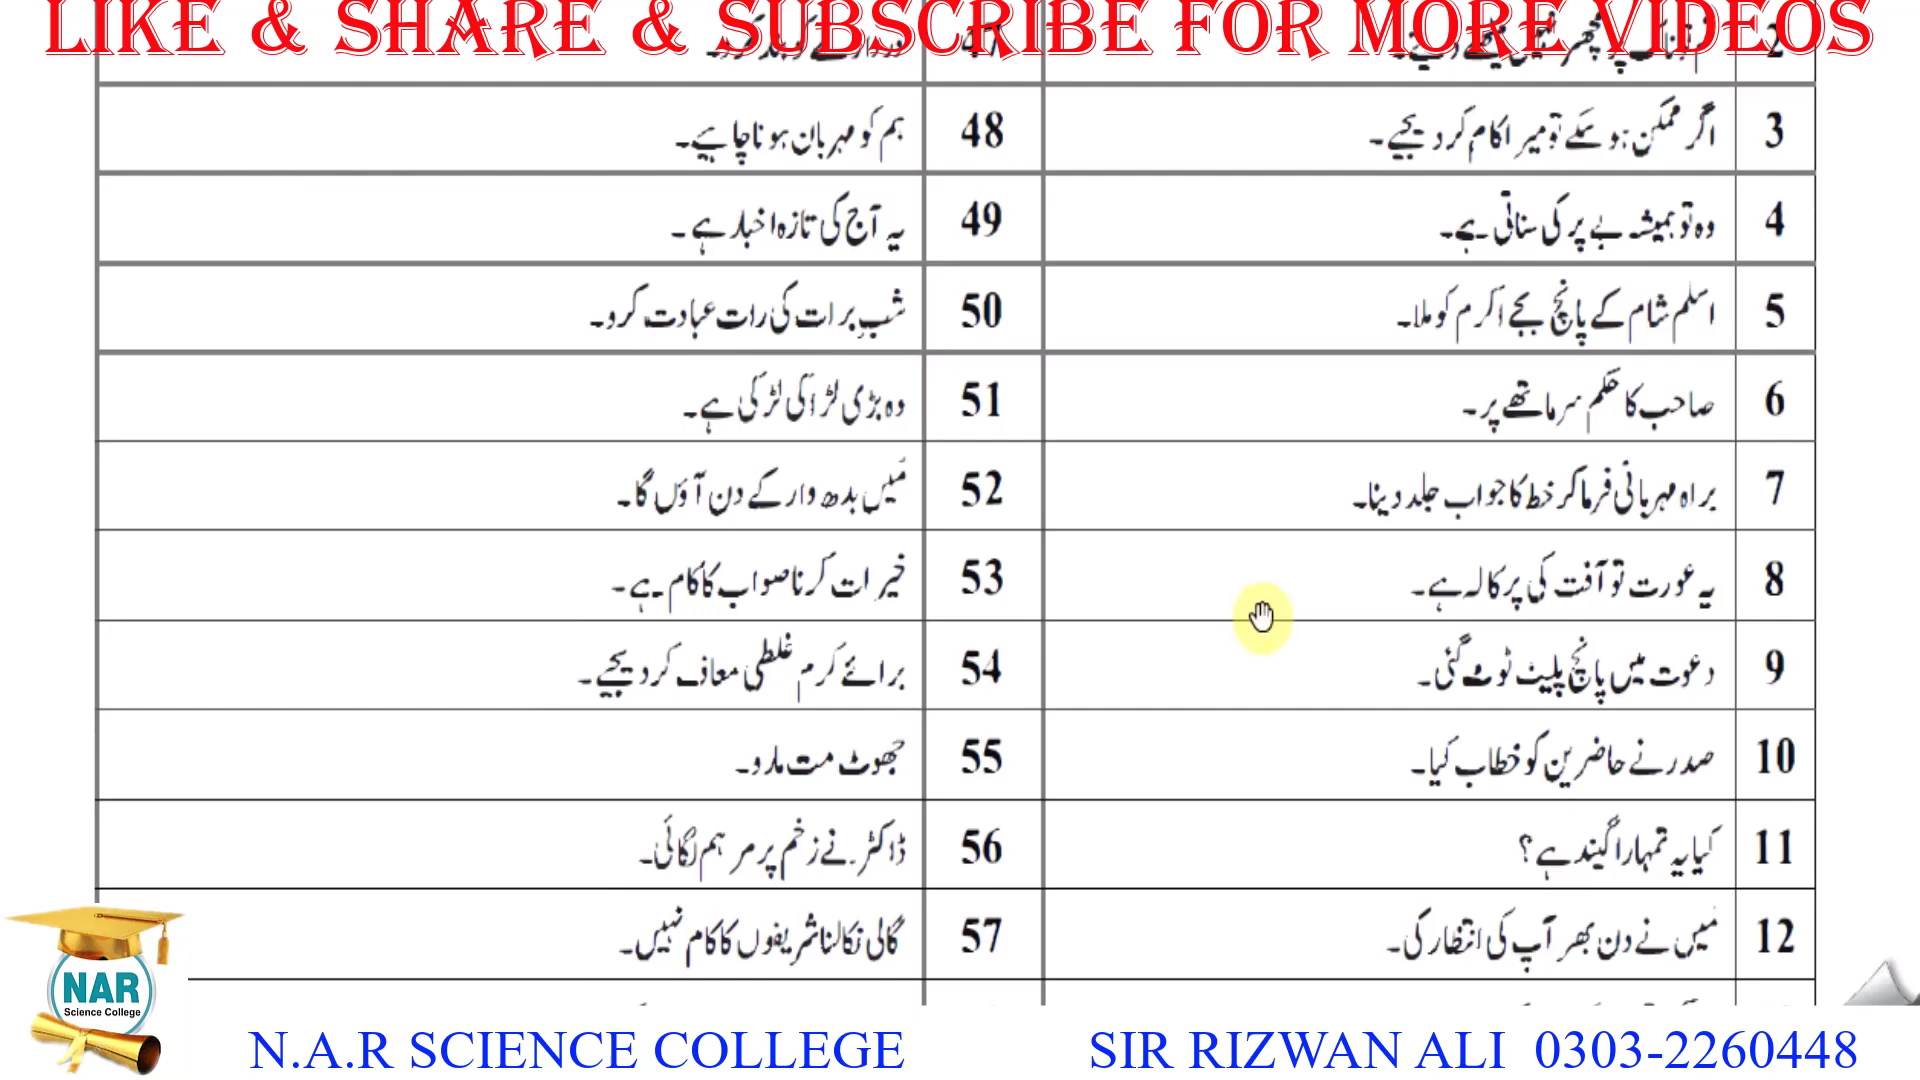 LIKE & SHARE & SUBSCRIBE FOR MORE VIDEOS
2
47
3 اگر ممکن ہو سکے تو میرا کام کر دیجیے۔
48 ہم کو مہربان ہونا چاہیے۔
4 وہ تو ہمیشہ بے پر کی سناتی ہے۔
49 یہ آج کی تازہ اخبار ہے۔
5 اسلم شام کے پانچ بجے اکرم کو ملا۔
50 شبِ برات کی رات عبادت کرو۔
6 صاحب کا حکم سر ماتھے پر۔
51 وہ بڑی لڑاکی لڑکی ہے۔
7 براہ مہربانی فرما کر خط کا جواب جلد دینا۔
52 مَیں بدھ وار کے دن آؤں گا۔
8 یہ عورت تو آفت کی پرکالہ ہے۔
53 خیرات کرنا صواب کا کام ہے۔
9 دعوت میں پانچ پلیٹ ٹوٹ گئی۔
54 برائے کرم غلطی معاف کر دیجیے۔
10 صدر نے حاضرین کو خطاب کیا۔
55 جھوٹ مت مارو۔
11 کیا یہ تمہارا گیند ہے؟
56 ڈاکٹر نے زخم پر مرہم لگائی۔
12 مَیں نے دن بھر آپ کی انتظار کی۔
57 گالی نکالنا شریفوں کا کام نہیں۔
NAR
Science College
N.A.R SCIENCE COLLEGE
SIR RIZWAN ALI 0303-2260448